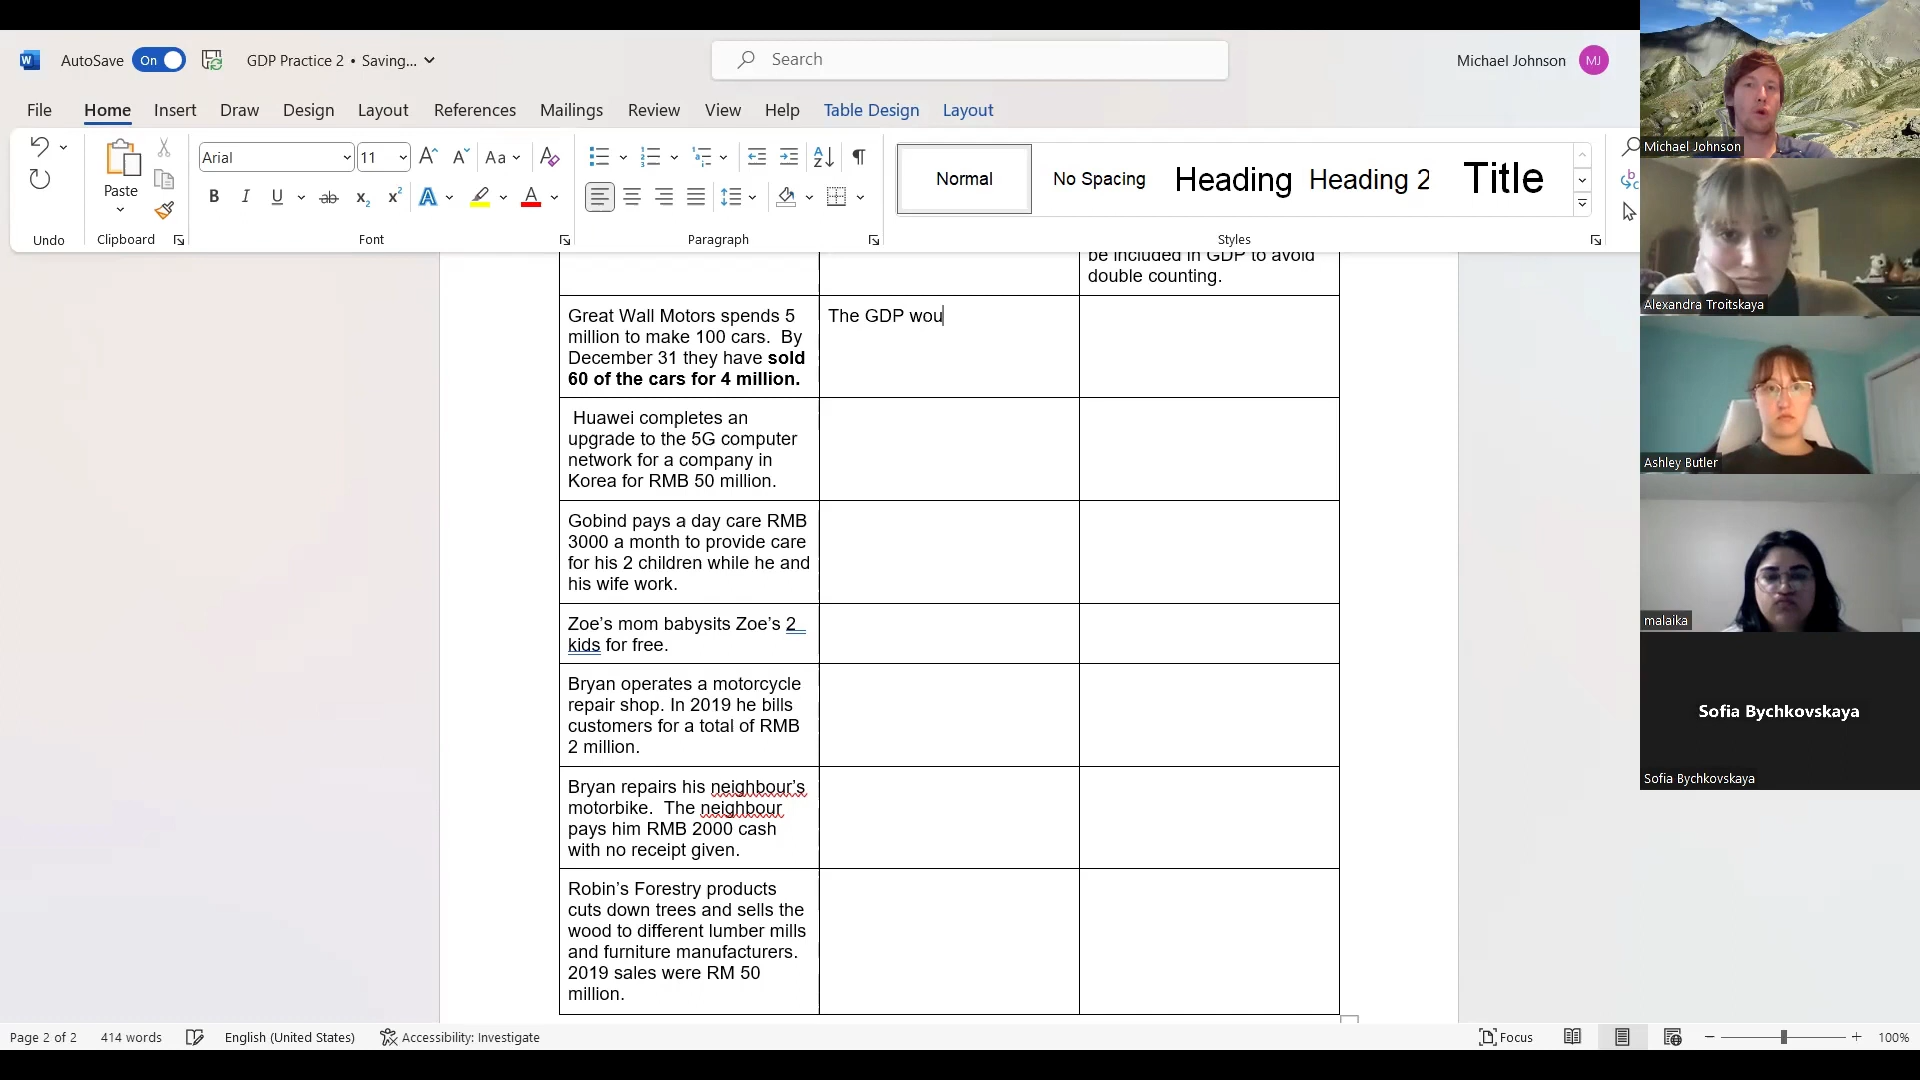 AutoSave On GDP Practice 2 • Saving... Search Michael Johnson MJ
File Home Insert Draw Design Layout References Mailings Review View Help Table Design Layout
Arial 11 Aa
Paste
B I U ab x₂ x² A A
Normal No Spacing Heading Heading 2 Title
Undo Clipboard Font Paragraph Styles
be included in GDP to avoid
double counting.
Great Wall Motors spends 5
million to make 100 cars.  By
December 31 they have sold
60 of the cars for 4 million.
The GDP wou
Huawei completes an
upgrade to the 5G computer
network for a company in
Korea for RMB 50 million.
Gobind pays a day care RMB
3000 a month to provide care
for his 2 children while he and
his wife work.
Zoe’s mom babysits Zoe’s 2
kids for free.
Bryan operates a motorcycle
repair shop. In 2019 he bills
customers for a total of RMB
2 million.
Bryan repairs his neighbour’s
motorbike.  The neighbour
pays him RMB 2000 cash
with no receipt given.
Robin’s Forestry products
cuts down trees and sells the
wood to different lumber mills
and furniture manufacturers.
2019 sales were RM 50
million.
Page 2 of 2 414 words English (United States) Accessibility: Investigate Focus 100%
Michael Johnson
Alexandra Troitskaya
Ashley Butler
malaika
Sofia Bychkovskaya
Sofia Bychkovskaya